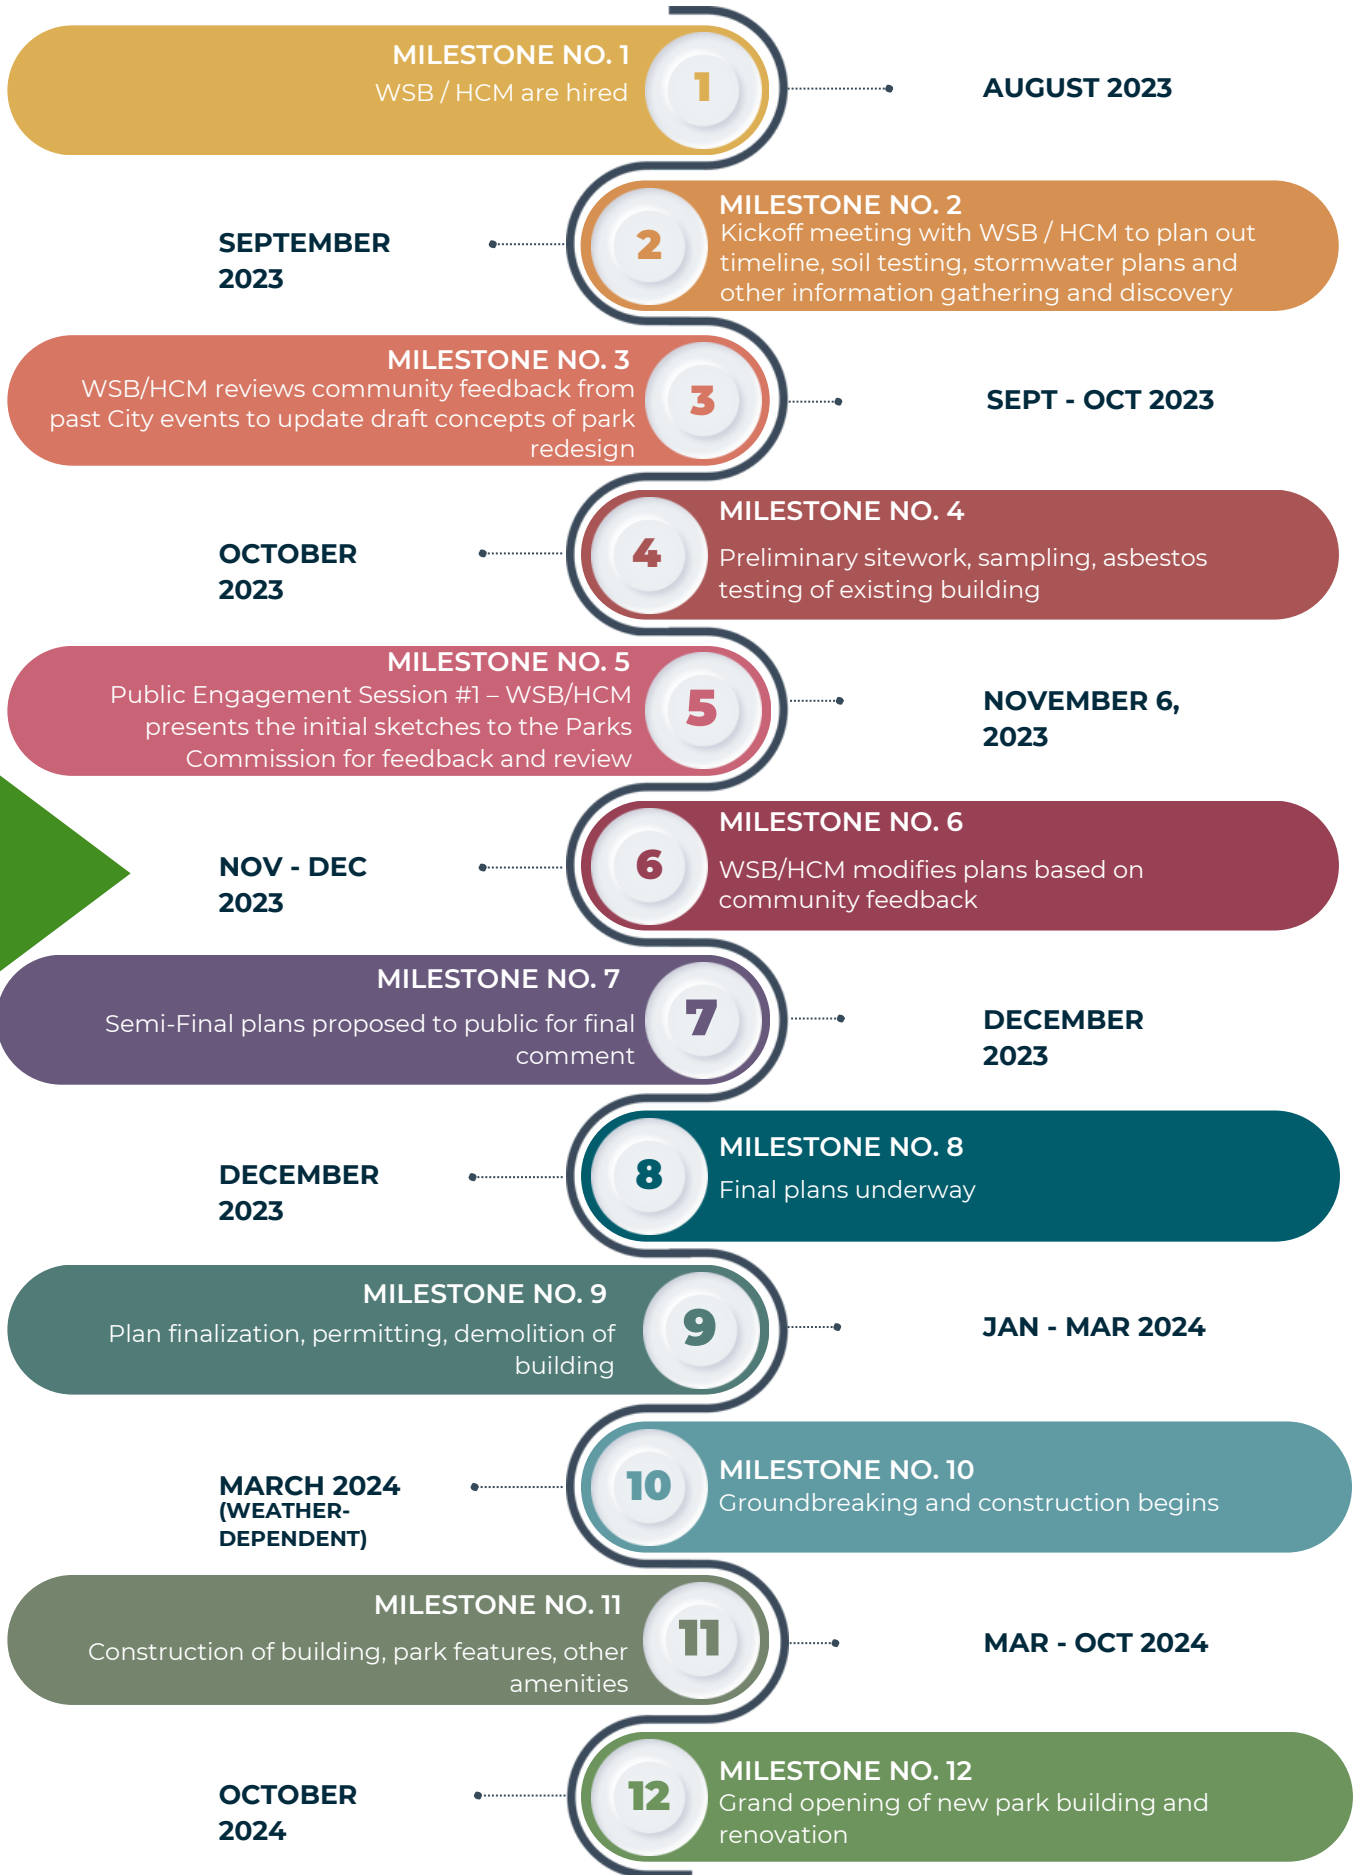 MILESTONE NO. 1
WSB / HCM are hired
1
AUGUST 2023
SEPTEMBER
2023
2
MILESTONE NO. 2
Kickoff meeting with WSB / HCM to plan out
timeline, soil testing, stormwater plans and
other information gathering and discovery
MILESTONE NO. 3
WSB/HCM reviews community feedback from
past City events to update draft concepts of park
redesign
3
SEPT - OCT 2023
OCTOBER
2023
4
MILESTONE NO. 4
Preliminary sitework, sampling, asbestos
testing of existing building
MILESTONE NO. 5
Public Engagement Session #1 – WSB/HCM
presents the initial sketches to the Parks
Commission for feedback and review
5
NOVEMBER 6,
2023
NOV - DEC
2023
6
MILESTONE NO. 6
WSB/HCM modifies plans based on
community feedback
MILESTONE NO. 7
Semi-Final plans proposed to public for final
comment
7
DECEMBER
2023
DECEMBER
2023
8
MILESTONE NO. 8
Final plans underway
MILESTONE NO. 9
Plan finalization, permitting, demolition of
building
9
JAN - MAR 2024
MARCH 2024
(WEATHER-
DEPENDENT)
10
MILESTONE NO. 10
Groundbreaking and construction begins
MILESTONE NO. 11
Construction of building, park features, other
amenities
11
MAR - OCT 2024
OCTOBER
2024
12
MILESTONE NO. 12
Grand opening of new park building and
renovation